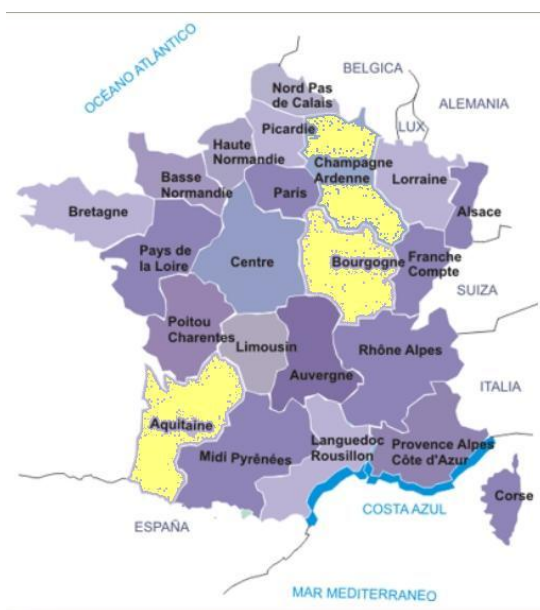 OCÉANO ATLÁNTICO
BELGICA
ALEMANIA
LUX
Nord Pas
de Calais
Picardie
Haute
Normandie
Champagne
Ardenne
Basse
Normandie
Paris
Lorraine
Alsace
Bretagne
Pays de
la Loire
Centre
Bourgogne
Franche
Compte
SUIZA
Poitou
Charentes
Limousin
Auvergne
Rhône Alpes
ITALIA
Aquitaine
Midi Pyrénées
Languedoc
Rousillon
Provence Alpes
Côte d'Azur
Corse
ESPAÑA
COSTA AZUL
MAR MEDITERRANEO